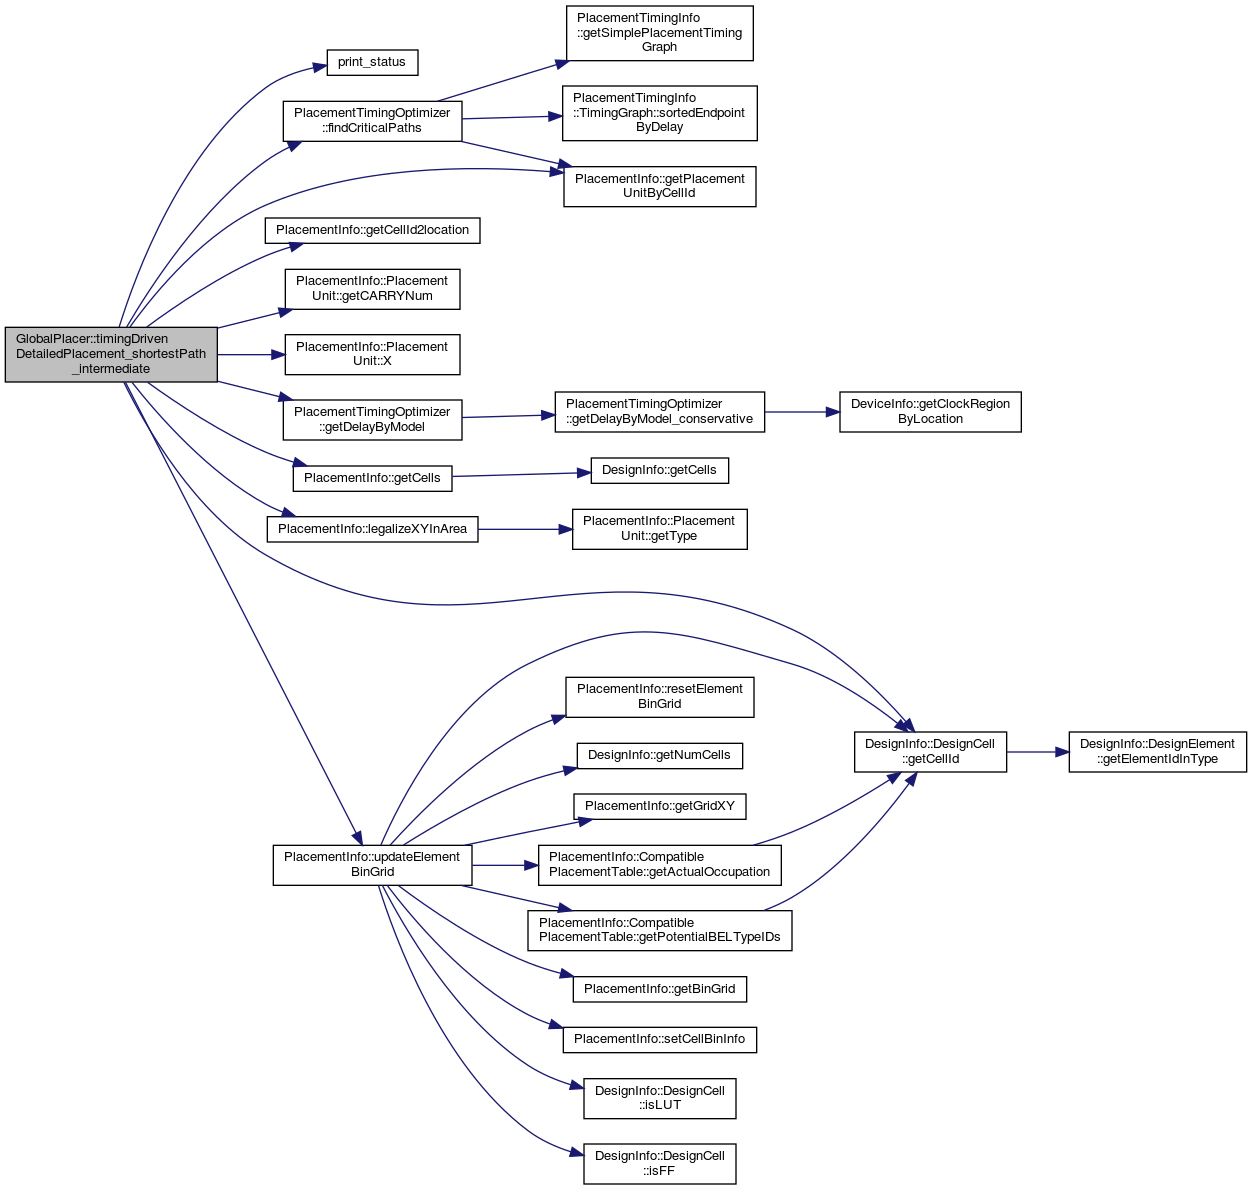 PlacementTimingInfo
::getSimplePlacementTiming
Graph
print_status
PlacementTimingOptimizer
::findCriticalPaths
PlacementTimingInfo
::TimingGraph::sortedEndpoint
ByDelay
PlacementInfo::getPlacement
UnitByCellId
PlacementInfo::getCellId2location
PlacementInfo::Placement
Unit::getCARRYNum
GlobalPlacer::timingDriven
DetailedPlacement_shortestPath
_intermediate
PlacementInfo::Placement
Unit::X
PlacementTimingOptimizer
::getDelayByModel
PlacementTimingOptimizer
::getDelayByModel_conservative
DeviceInfo::getClockRegion
ByLocation
PlacementInfo::getCells
DesignInfo::getCells
PlacementInfo::legalizeXYInArea
PlacementInfo::Placement
Unit::getType
PlacementInfo::resetElement
BinGrid
DesignInfo::getNumCells
DesignInfo::DesignCell
::getCellId
DesignInfo::DesignElement
::getElementIdInType
PlacementInfo::getGridXY
PlacementInfo::updateElement
BinGrid
PlacementInfo::Compatible
PlacementTable::getActualOccupation
PlacementInfo::Compatible
PlacementTable::getPotentialBELTypeIDs
PlacementInfo::getBinGrid
PlacementInfo::setCellBinInfo
DesignInfo::DesignCell
::isLUT
DesignInfo::DesignCell
::isFF